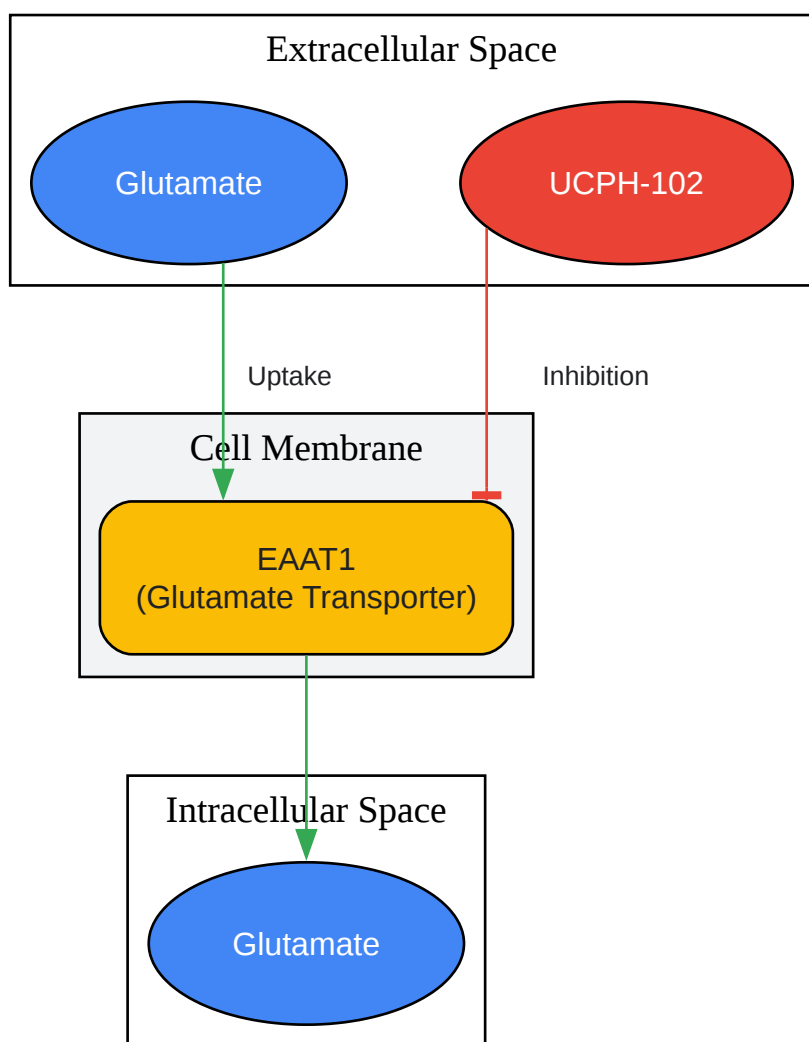 Extracellular Space
Glutamate
UCPH-102
Uptake
Inhibition
Cell Membrane
EAAT1
(Glutamate Transporter)
Intracellular Space
Glutamate